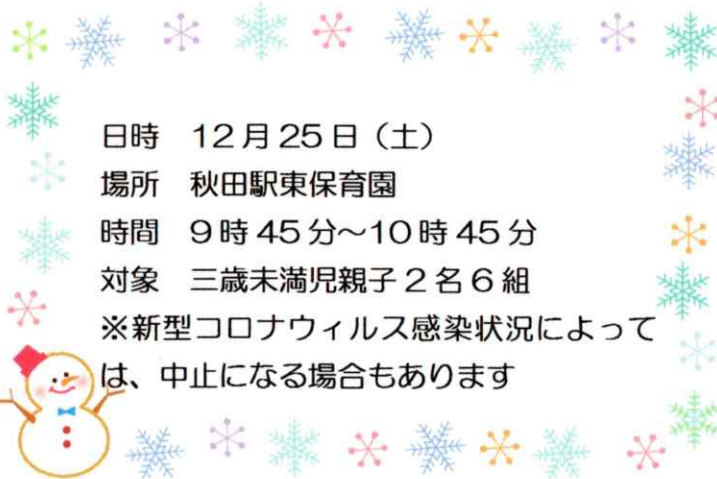 日時　12月25日（土）
場所　秋田駅東保育園
時間　9時45分～10時45分
対象　三歳未満児親子2名6組
※新型コロナウィルス感染状況によって
は、中止になる場合もあります